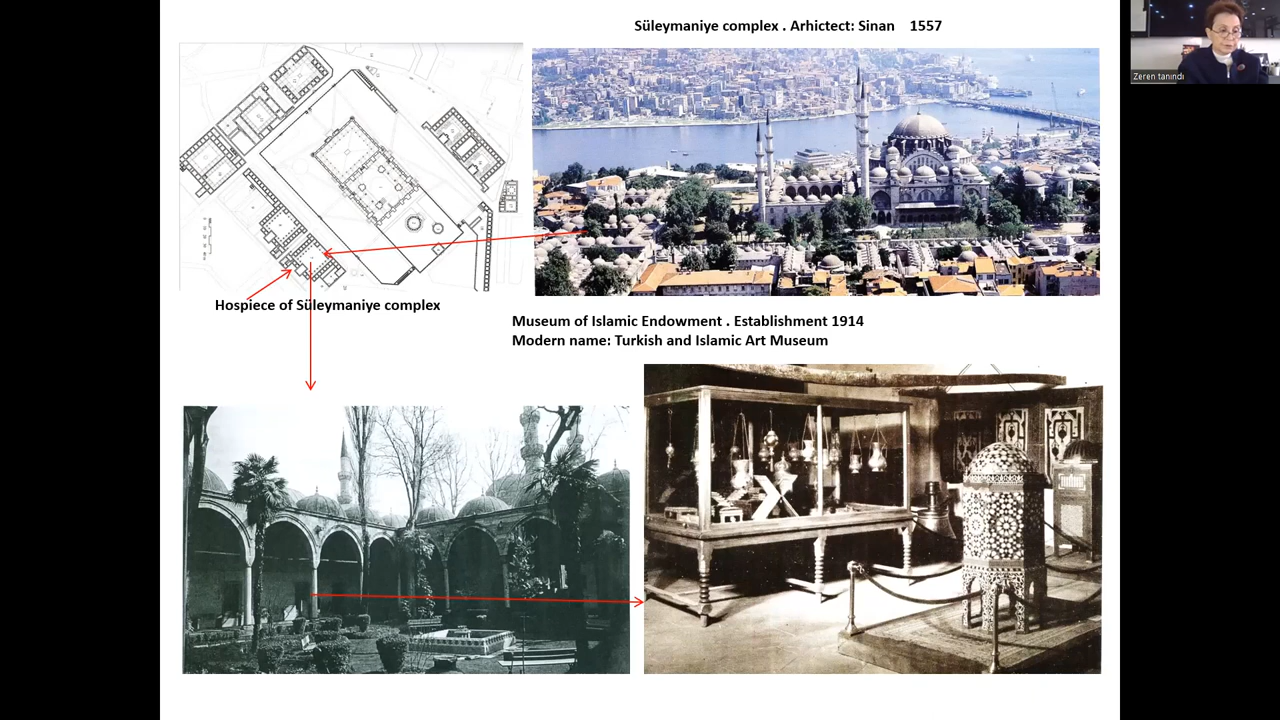 Süleymaniye complex . Arhictect: Sinan 1557
Zeren tanındı
Hospiece of Süleymaniye complex
Museum of Islamic Endowment . Establishment 1914
Modern name: Turkish and Islamic Art Museum